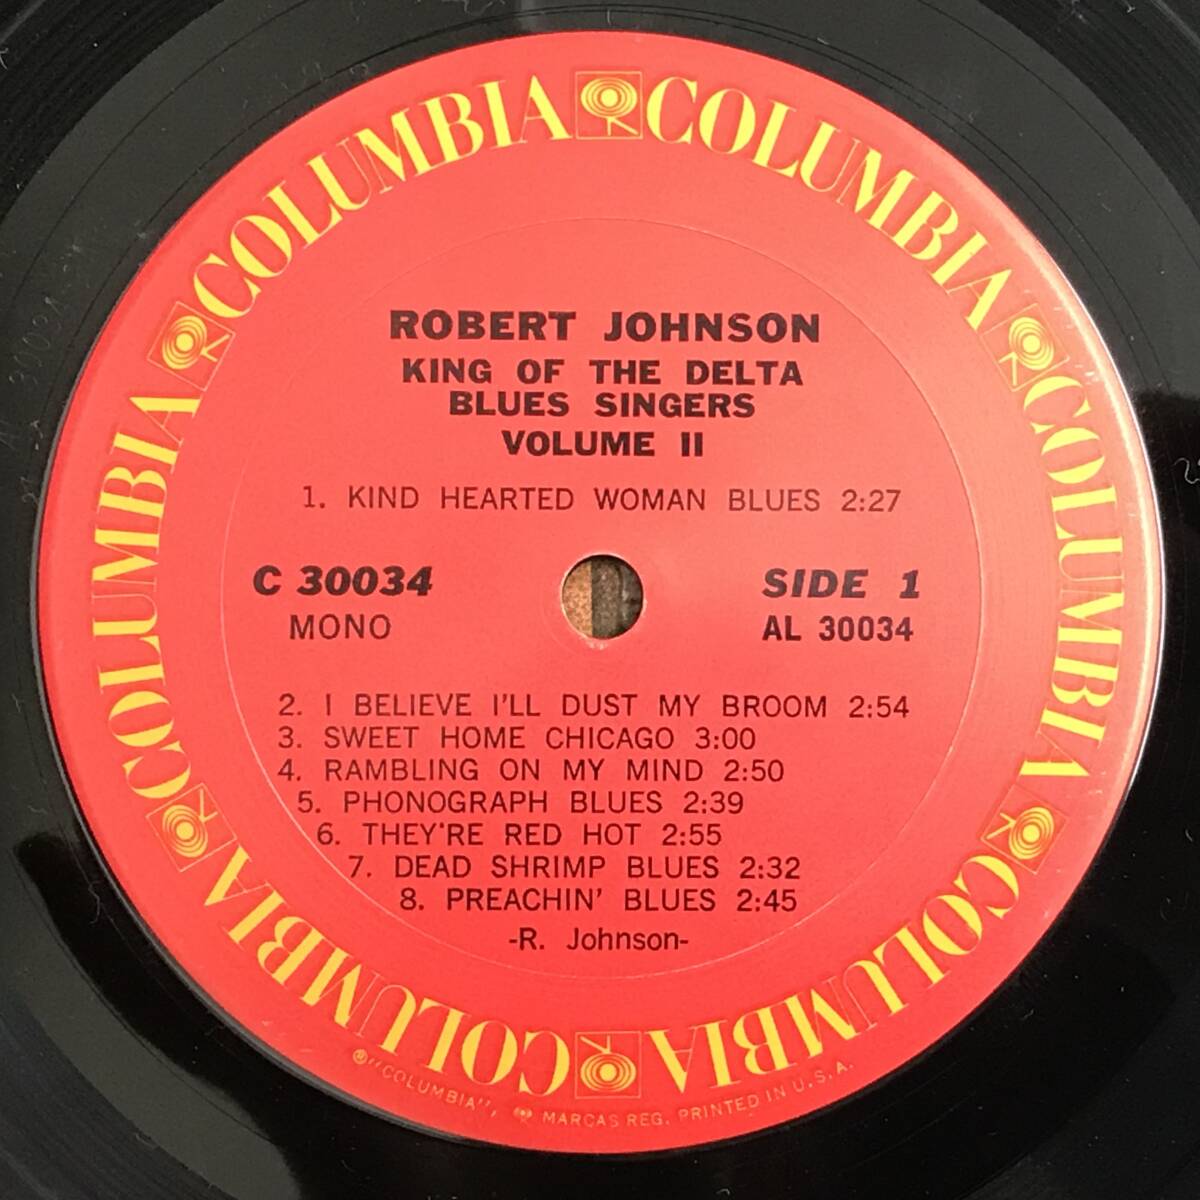 COLUMBIA COLUMBIA COLUMBIA COLUMBIA COLUMBIA COLUMBIA
ROBERT JOHNSON
KING OF THE DELTA
BLUES SINGERS
VOLUME II
1. KIND HEARTED WOMAN BLUES 2:27
C 30034
MONO
SIDE 1
AL 30034
2. I BELIEVE I'LL DUST MY BROOM 2:54
3. SWEET HOME CHICAGO 3:00
4. RAMBLING ON MY MIND 2:50
5. PHONOGRAPH BLUES 2:39
6. THEY'RE RED HOT 2:55
7. DEAD SHRIMP BLUES 2:32
8. PREACHIN' BLUES 2:45
-R. Johnson-
®"COLUMBIA", MARCAS REG. PRINTED IN U.S.A.